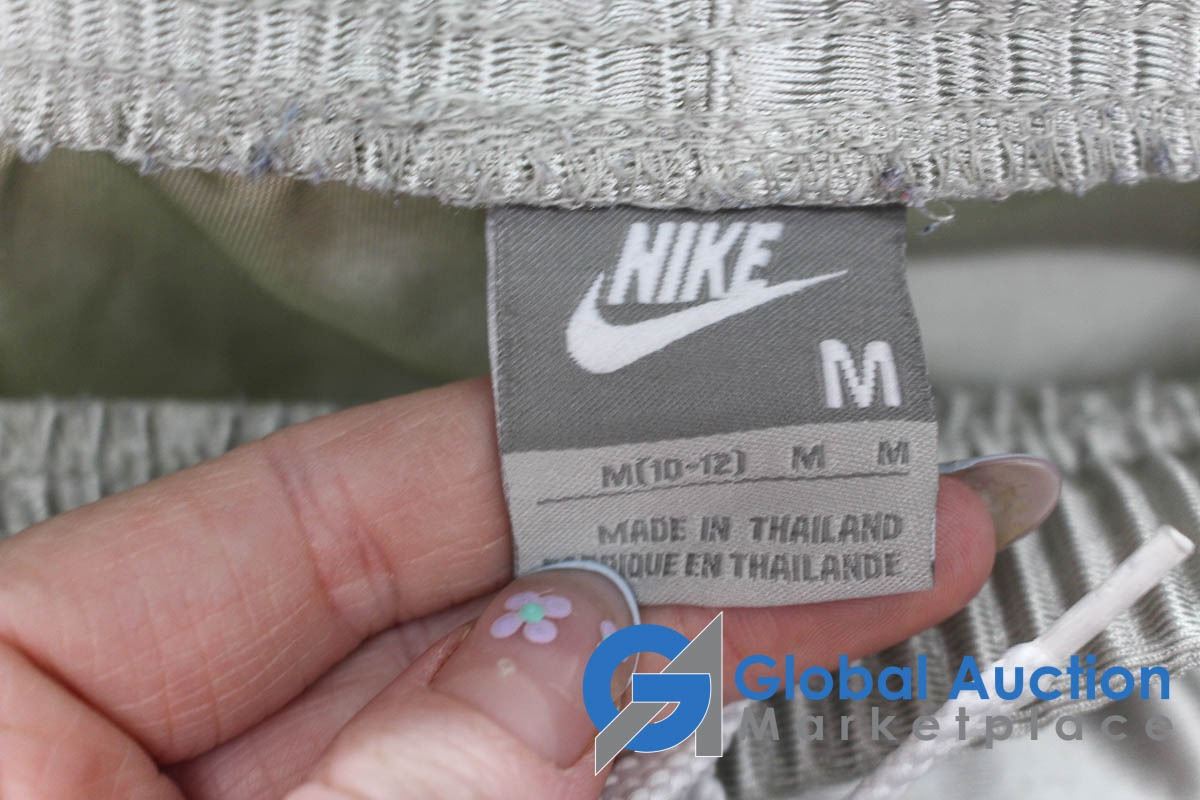 NIKE
M
M(10-12) M M
MADE IN THAILAND
EN THAILANDE
Global Auction
Marketplace